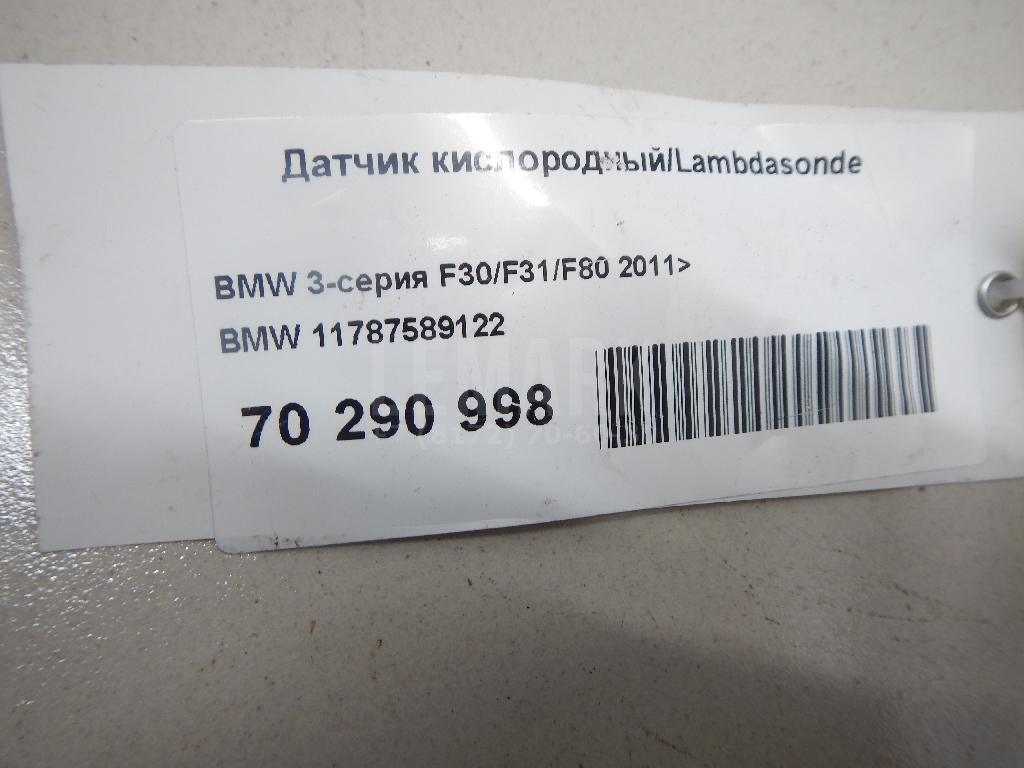 Датчик кислородный/Lambdasonde
BMW 3-серия F30/F31/F80 2011>
BMW 11787589122
70 290 998